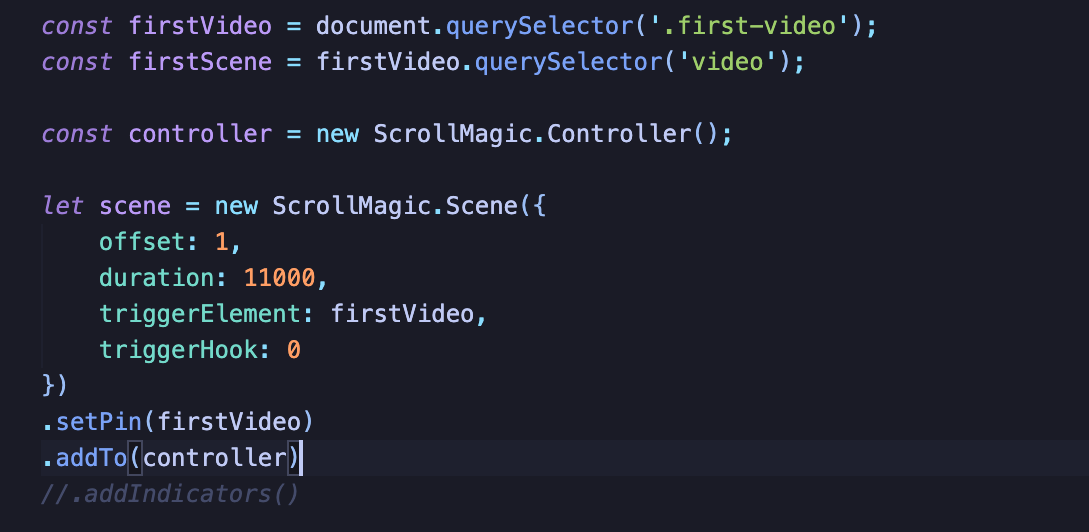 const firstVideo = document.querySelector('.first-video');
const firstScene = firstVideo.querySelector('video');
const controller = new ScrollMagic.Controller();
let scene = new ScrollMagic.Scene({
    offset: 1,
    duration: 11000,
    triggerElement: firstVideo,
    triggerHook: 0
})
.setPin(firstVideo)
.addTo(controller)
//.addIndicators()